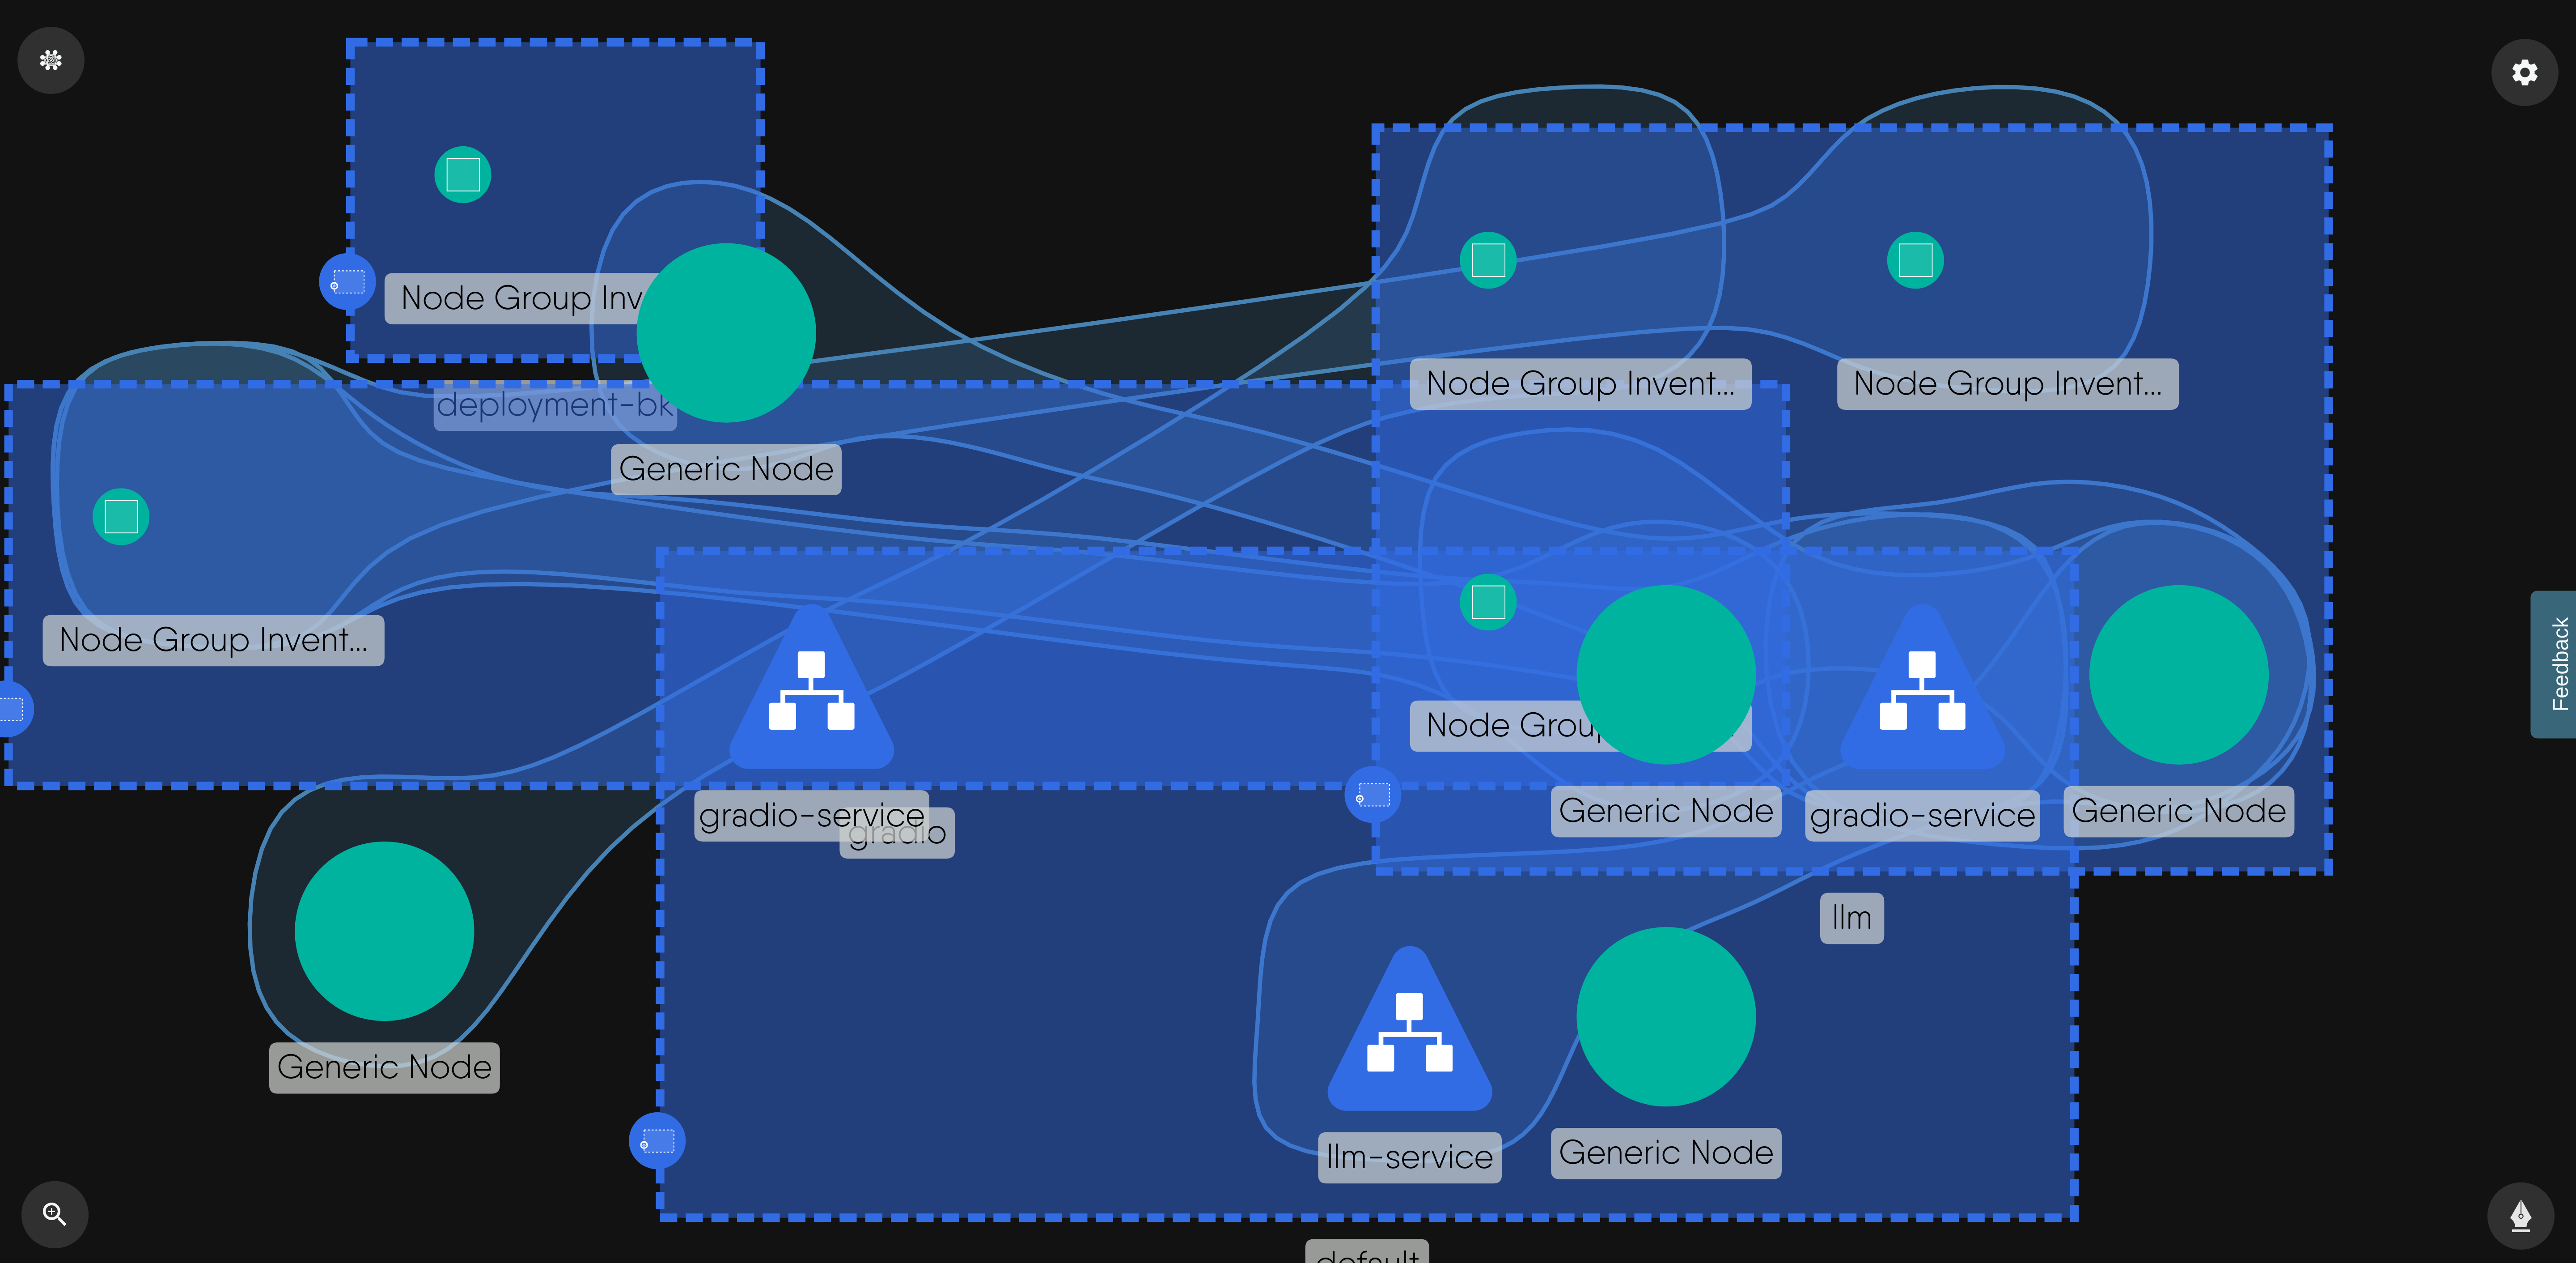 Node Group Inv
deployment-bk
Generic Node
Node Group Invent...
Node Group Invent...
Node Group Invent...
Feedback
Node Grou
gradio-service
gradio
Generic Node
gradio-service
Generic Node
llm
Generic Node
llm-service
Generic Node
default